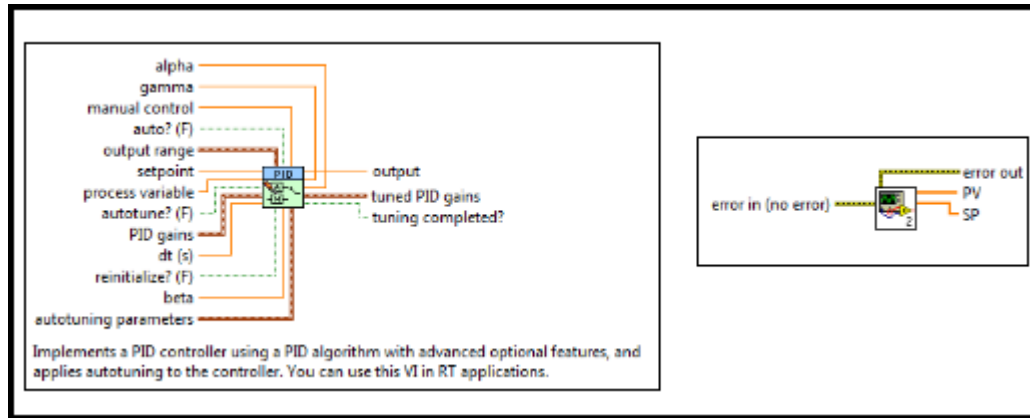 alpha
gamma
manual control
auto? (F)
output range
setpoint
process variable
autotune? (F)
PID gains
dt (s)
reinitialize? (F)
beta
autotuning parameters
PID
output
tuned PID gains
tuning completed?
Implements a PID controller using a PID algorithm with advanced optional features, and
applies autotuning to the controller. You can use this VI in RT applications.
error in (no error)
2
error out
PV
SP